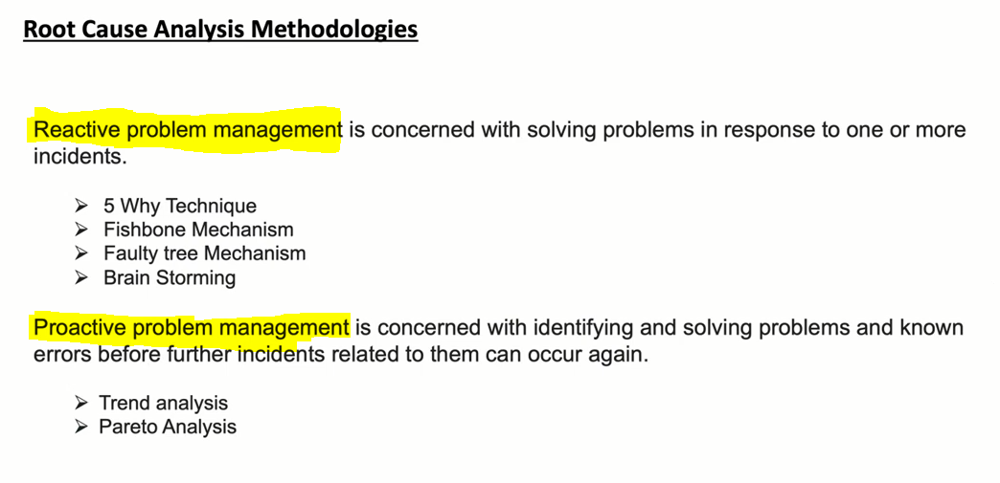 Root Cause Analysis Methodologies
Reactive problem management is concerned with solving problems in response to one or more
incidents.
➢ 5 Why Technique
➢ Fishbone Mechanism
➢ Faulty tree Mechanism
➢ Brain Storming
Proactive problem management is concerned with identifying and solving problems and known
errors before further incidents related to them can occur again.
➢ Trend analysis
➢ Pareto Analysis